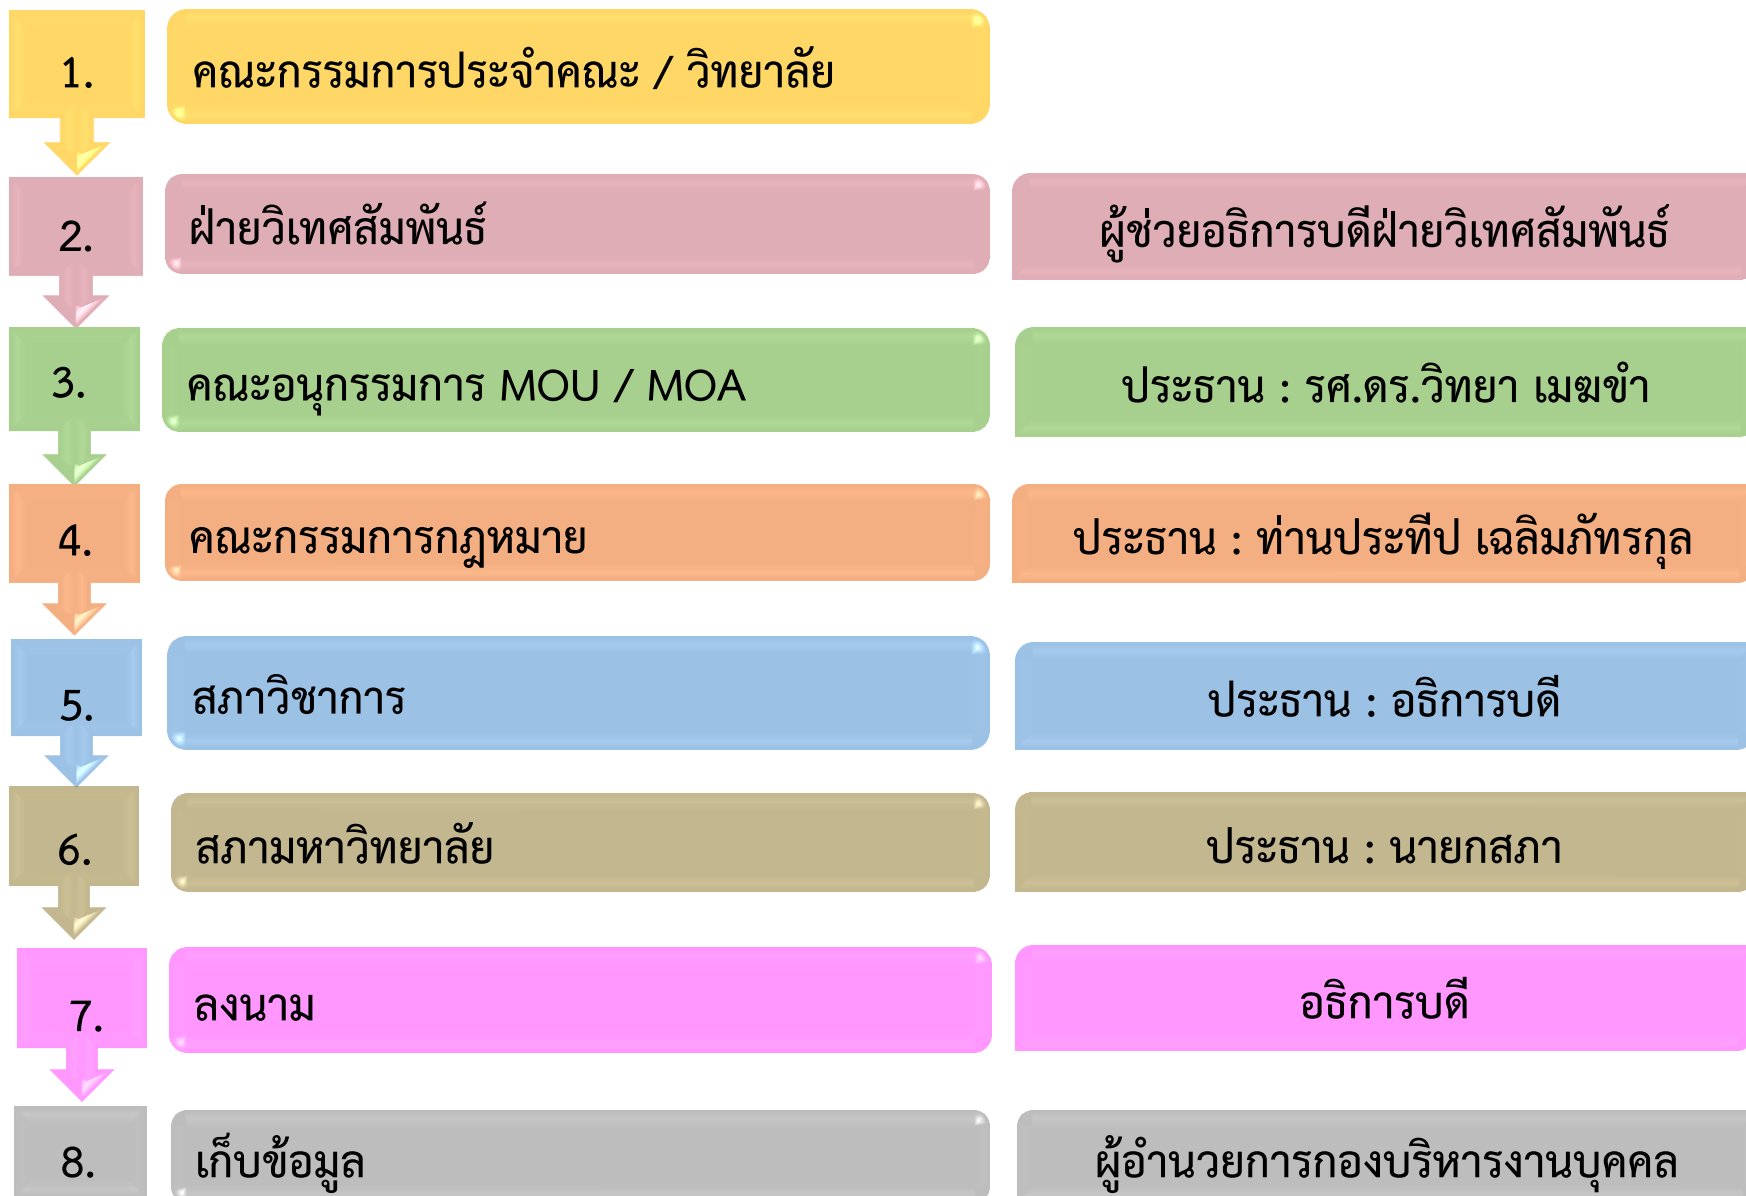 1.
คณะกรรมการประจำคณะ / วิทยาลัย
2.
ฝ่ายวิเทศสัมพันธ์
ผู้ช่วยอธิการบดีฝ่ายวิเทศสัมพันธ์
3.
คณะอนุกรรมการ MOU / MOA
ประธาน : รศ.ดร.วิทยา เมฆขำ
4.
คณะกรรมการกฎหมาย
ประธาน : ท่านประทีป เฉลิมภัทรกุล
5.
สภาวิชาการ
ประธาน : อธิการบดี
6.
สภามหาวิทยาลัย
ประธาน : นายกสภา
7.
ลงนาม
อธิการบดี
8.
เก็บข้อมูล
ผู้อำนวยการกองบริหารงานบุคคล